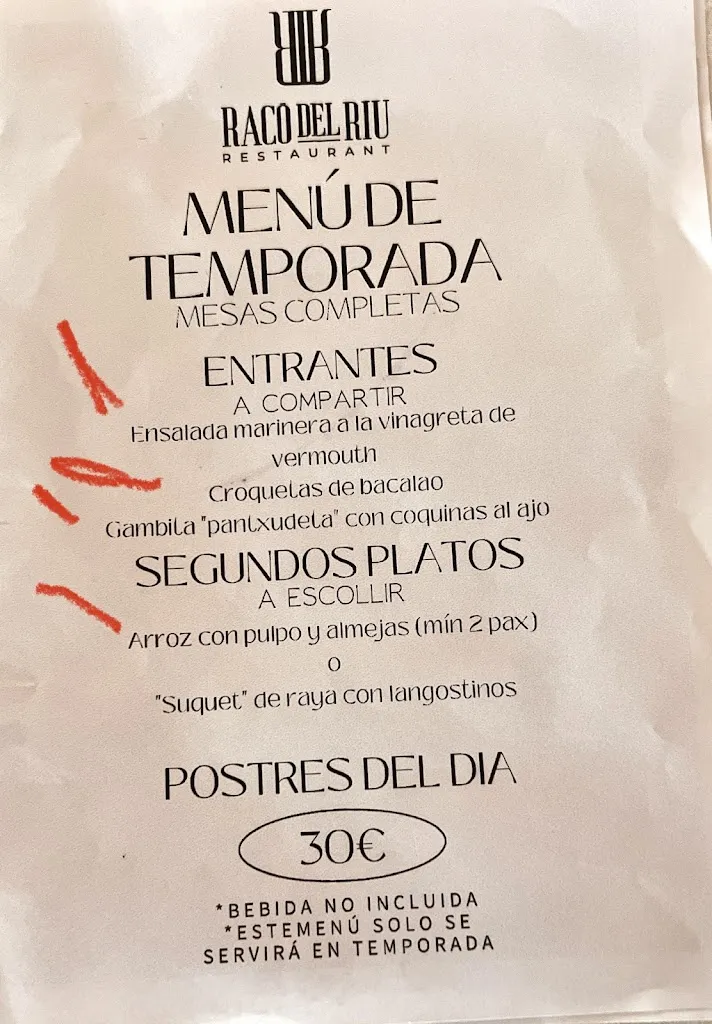 RACÓ DEL RIU
RESTAURANT
MENÚ DE
TEMPORADA
MESAS COMPLETAS
ENTRANTES
A COMPARTIR
Ensalada marinera a la vinagreta de
vermouth
Croquetas de bacalao
Gambita "pantxudeta" con coquinas al ajo
SEGUNDOS PLATOS
A ESCOLLIR
Arroz con pulpo y almejas (mín 2 pax)
o
"Suquet" de raya con langostinos
POSTRES DEL DIA
30€
*BEBIDA NO INCLUIDA
*ESTEMENÚ SOLO SE
SERVIRÁ EN TEMPORADA